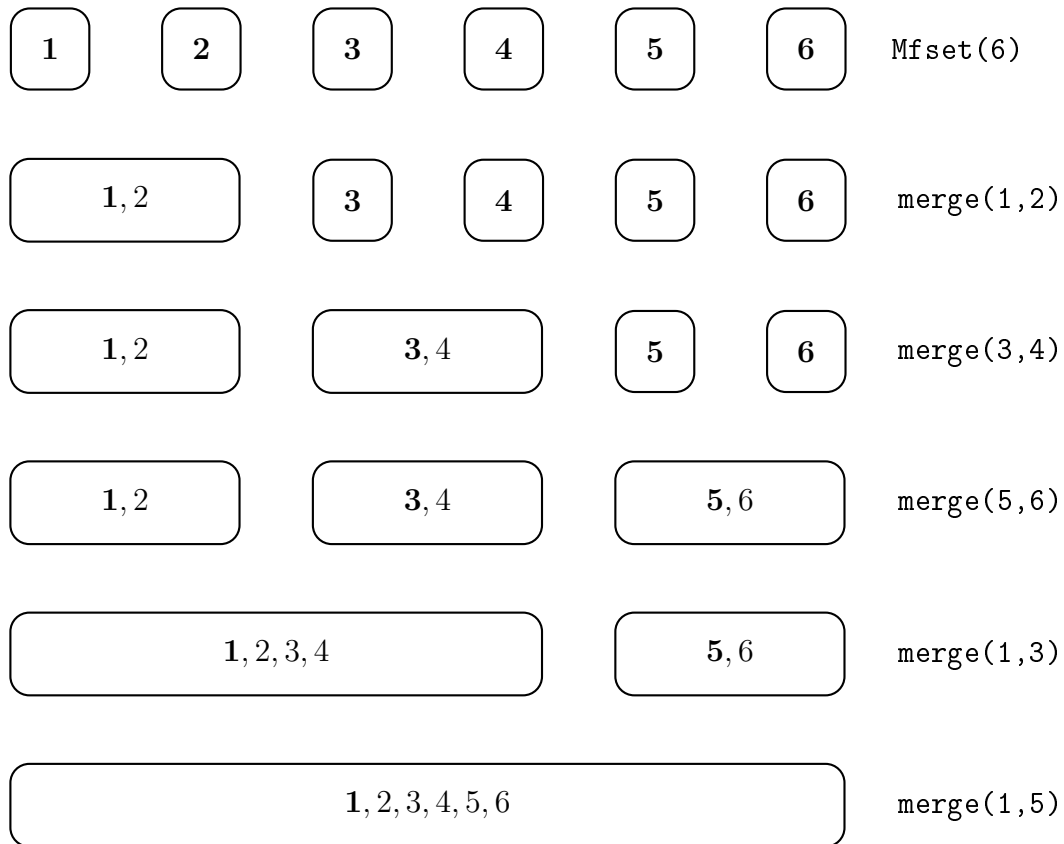 1 2 3 4 5 6 Mfset(6)
1, 2 3 4 5 6 merge(1,2)
1, 2 3, 4 5 6 merge(3,4)
1, 2 3, 4 5, 6 merge(5,6)
1, 2, 3, 4 5, 6 merge(1,3)
1, 2, 3, 4, 5, 6 merge(1,5)